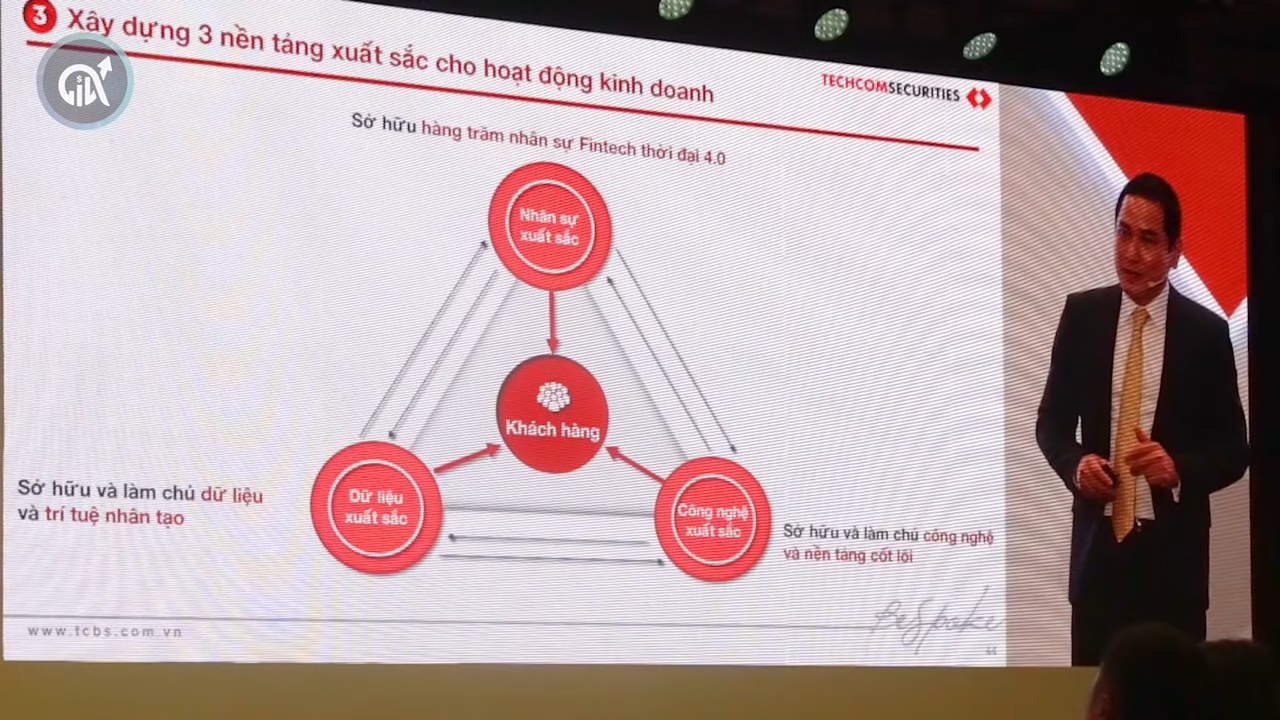 3 Xây dựng 3 nền tảng xuất sắc cho hoạt động kinh doanh
TECHCOMSECURITIES
Sở hữu hàng trăm nhân sự Fintech thời đại 4.0
Nhân sự
xuất sắc
Khách hàng
Dữ liệu
xuất sắc
Công nghệ
xuất sắc
Sở hữu và làm chủ dữ liệu
và trí tuệ nhân tạo
Sở hữu và làm chủ công nghệ
và nền tảng cốt lõi
www.tcbs.com.vn
BeSpoke
44